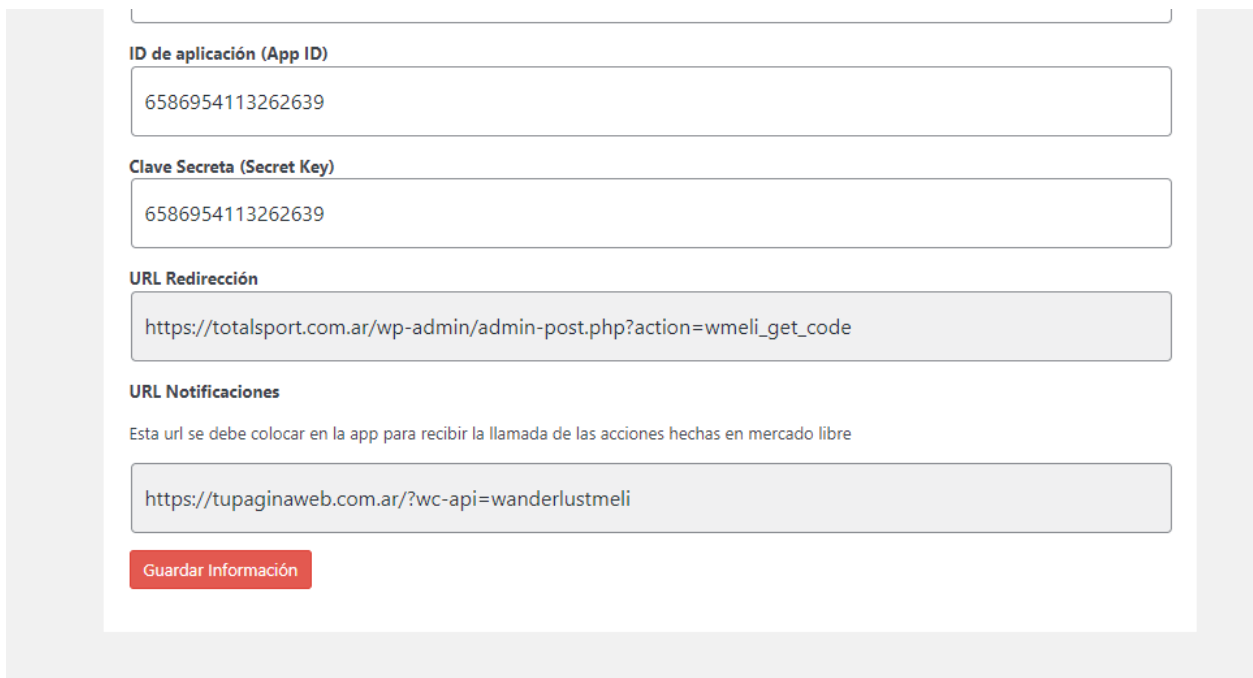 ID de aplicación (App ID)
6586954113262639
Clave Secreta (Secret Key)
6586954113262639
URL Redirección
https://totalsport.com.ar/wp-admin/admin-post.php?action=wmeli_get_code
URL Notificaciones
Esta url se debe colocar en la app para recibir la llamada de las acciones hechas en mercado libre
https://tupaginaweb.com.ar/?wc-api=wanderlustmeli
Guardar Información